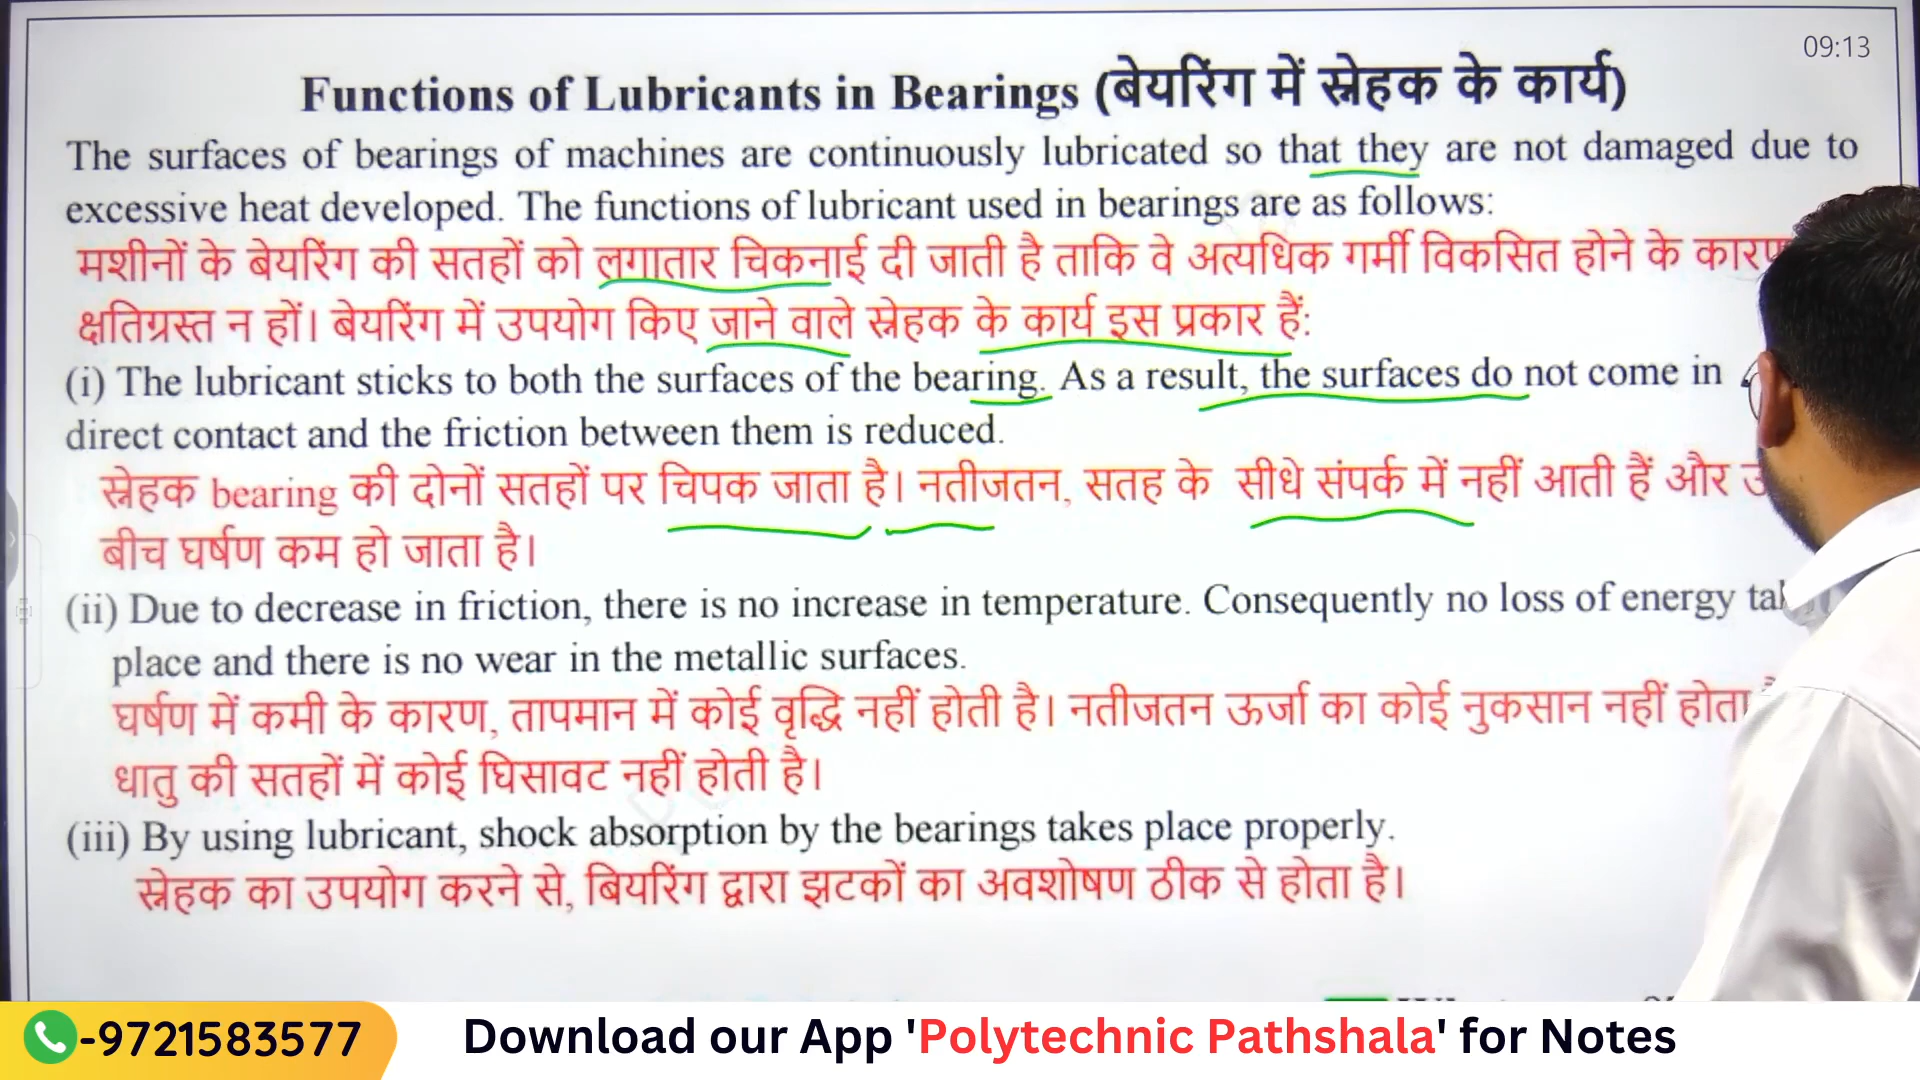 09:13
Functions of Lubricants in Bearings (बेयरिंग में स्नेहक के कार्य)
The surfaces of bearings of machines are continuously lubricated so that they are not damaged due to
excessive heat developed. The functions of lubricant used in bearings are as follows:
मशीनों के बेयरिंग की सतहों को लगातार चिकनाई दी जाती है ताकि वे अत्यधिक गर्मी विकसित होने के कारण
क्षतिग्रस्त न हों। बेयरिंग में उपयोग किए जाने वाले स्नेहक के कार्य इस प्रकार हैं:
(i) The lubricant sticks to both the surfaces of the bearing. As a result, the surfaces do not come in
direct contact and the friction between them is reduced.
स्नेहक bearing की दोनों सतहों पर चिपक जाता है। नतीजतन, सतह के सीधे संपर्क में नहीं आती हैं और
बीच घर्षण कम हो जाता है।
(ii) Due to decrease in friction, there is no increase in temperature. Consequently no loss of energy
place and there is no wear in the metallic surfaces.
घर्षण में कमी के कारण, तापमान में कोई वृद्धि नहीं होती है। नतीजतन ऊर्जा का कोई नुकसान नहीं होता
धातु की सतहों में कोई घिसावट नहीं होती है।
(iii) By using lubricant, shock absorption by the bearings takes place properly.
स्नेहक का उपयोग करने से, बियरिंग द्वारा झटकों का अवशोषण ठीक से होता है।
-9721583577 Download our App 'Polytechnic Pathshala' for Notes